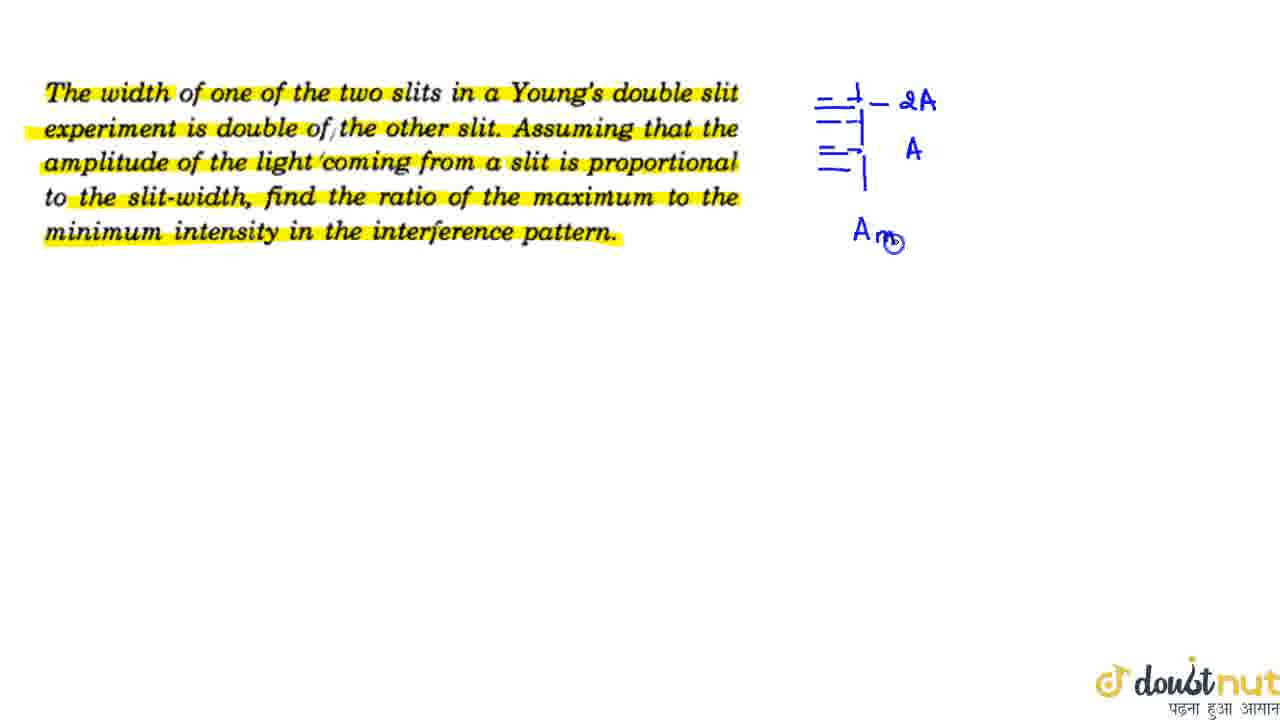 The width of one of the two slits in a Young's double slit
experiment is double of the other slit. Assuming that the
amplitude of the light coming from a slit is proportional
to the slit-width, find the ratio of the maximum to the
minimum intensity in the interference pattern.
2A
A
Am
doubtnut
पढ़ना हुआ आसान